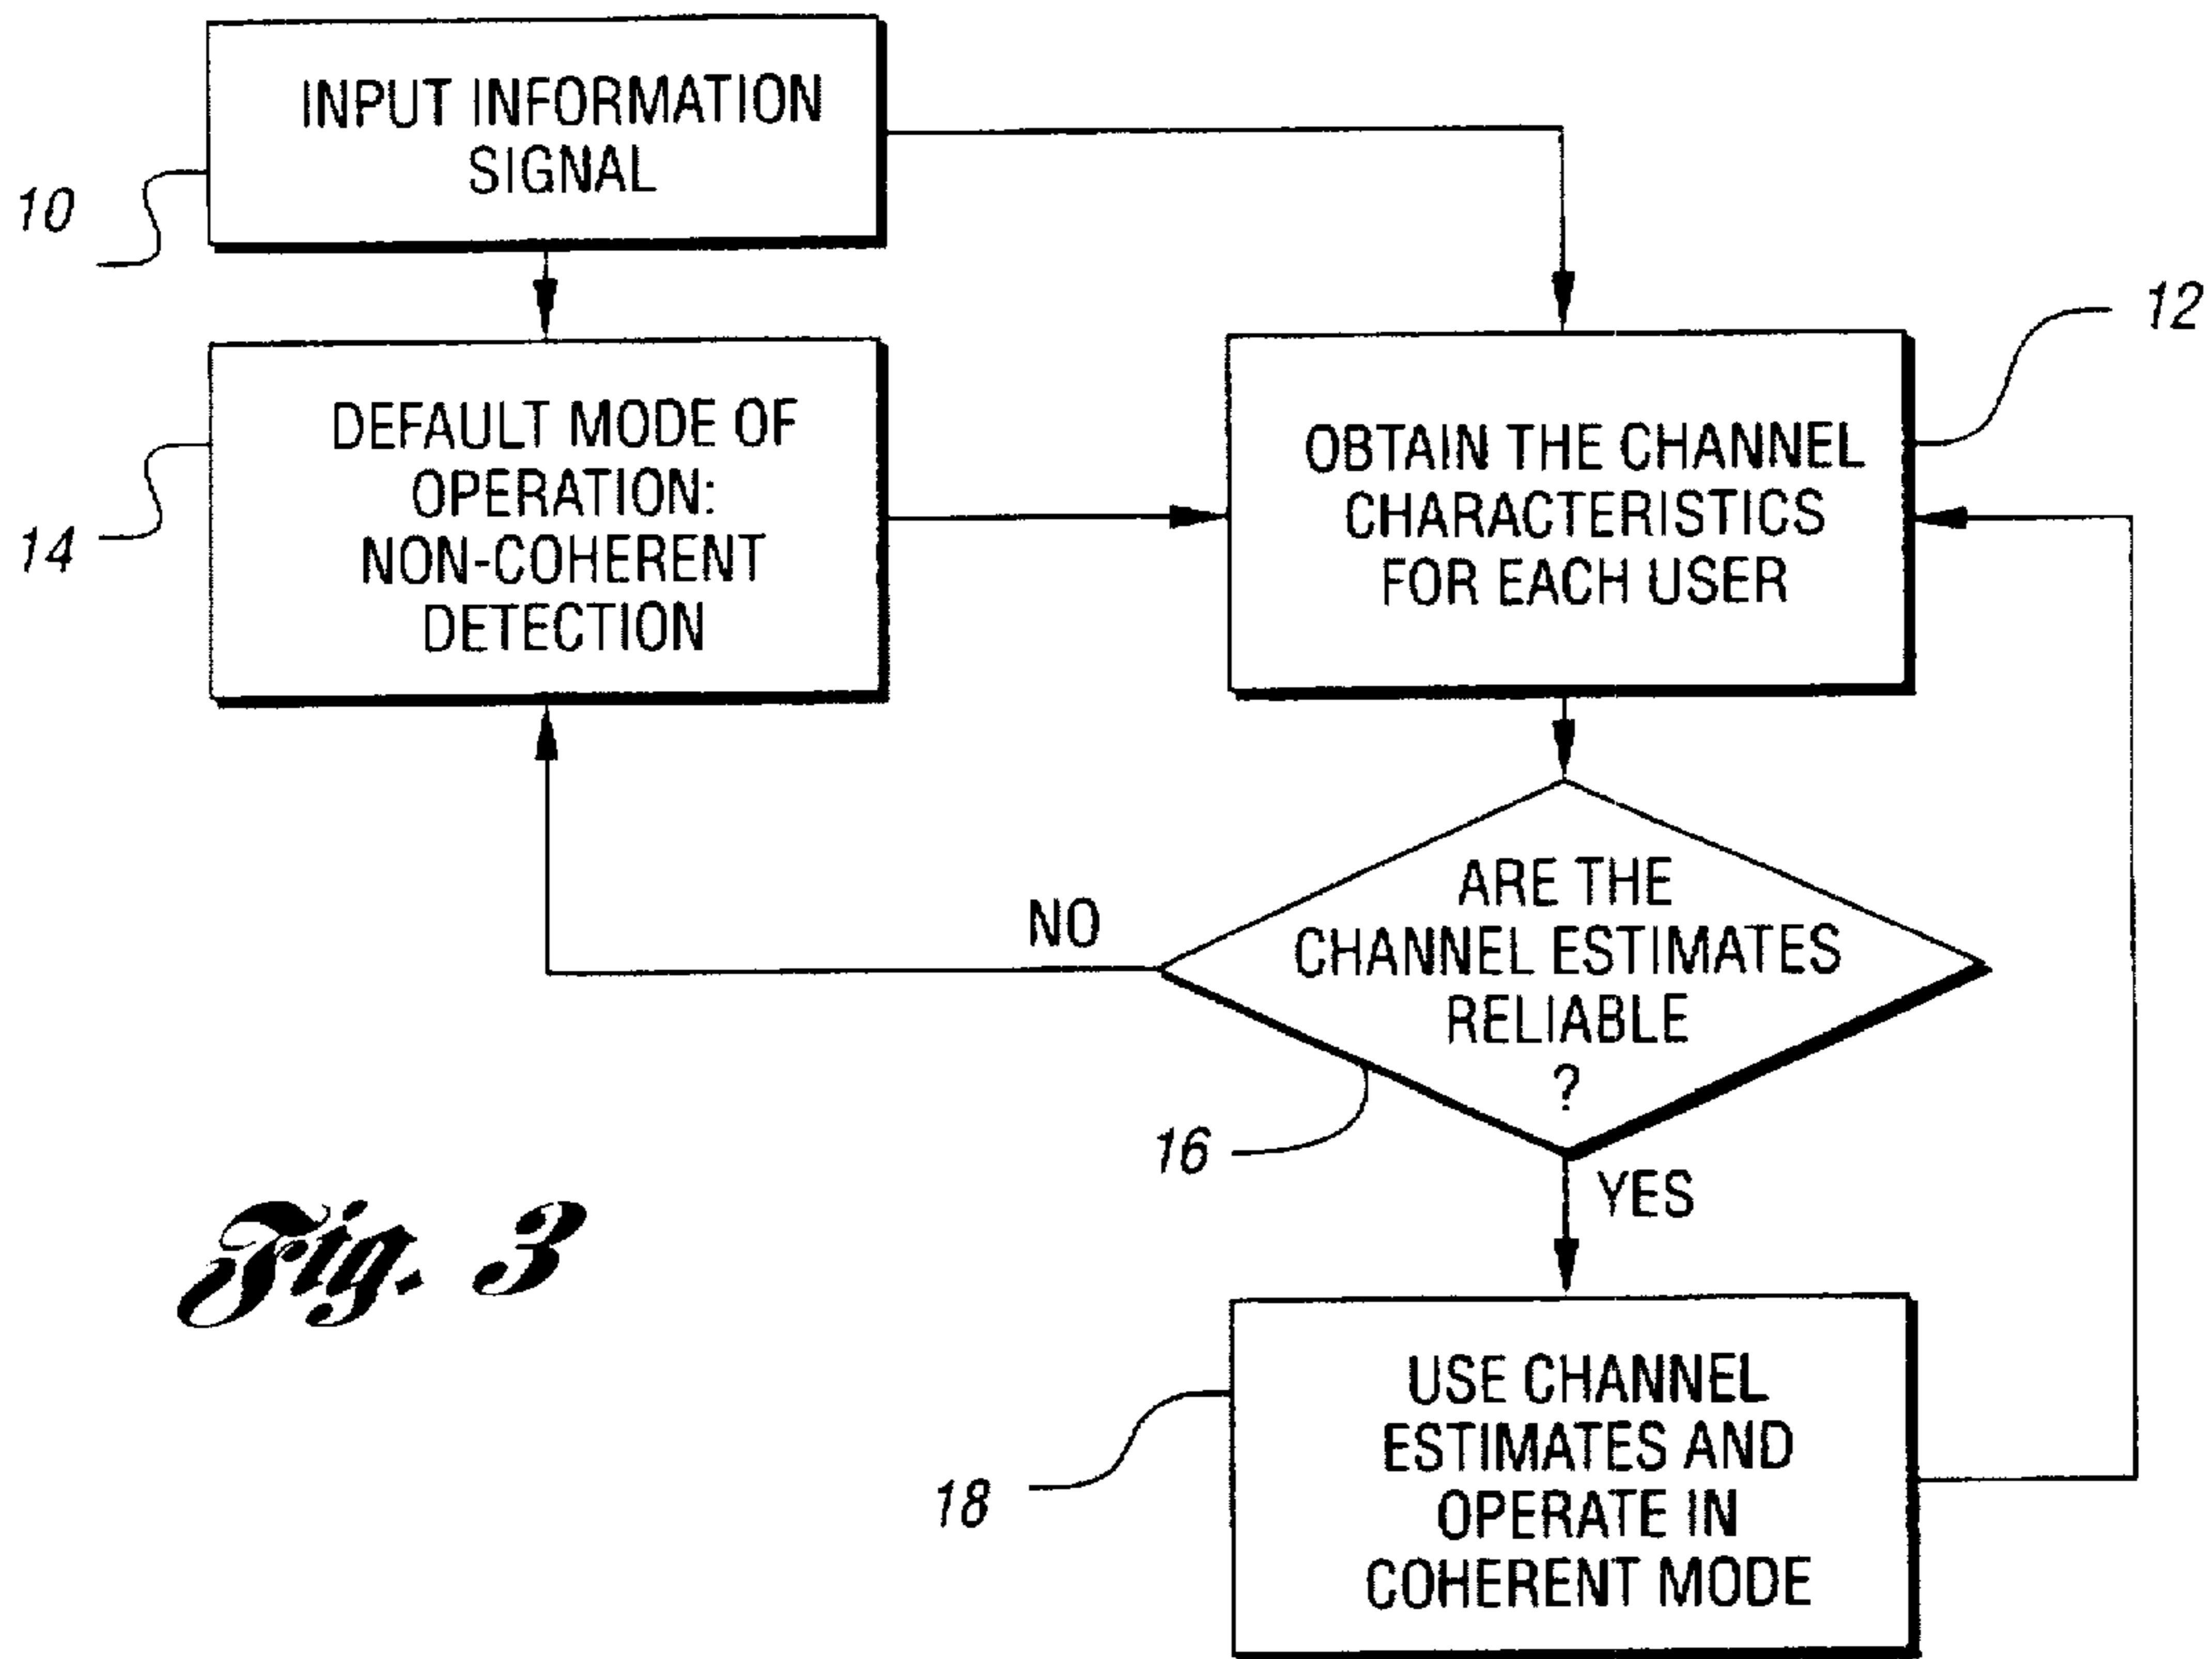 INPUT INFORMATION
SIGNAL
10
12
DEFAULT MODE OF
OPERATION:
NON-COHERENT
DETECTION
14
OBTAIN THE CHANNEL
CHARACTERISTICS
FOR EACH USER
ARE THE
CHANNEL ESTIMATES
RELIABLE
?
NO
16
YES
Fig. 3
USE CHANNEL
ESTIMATES AND
OPERATE IN
COHERENT MODE
18